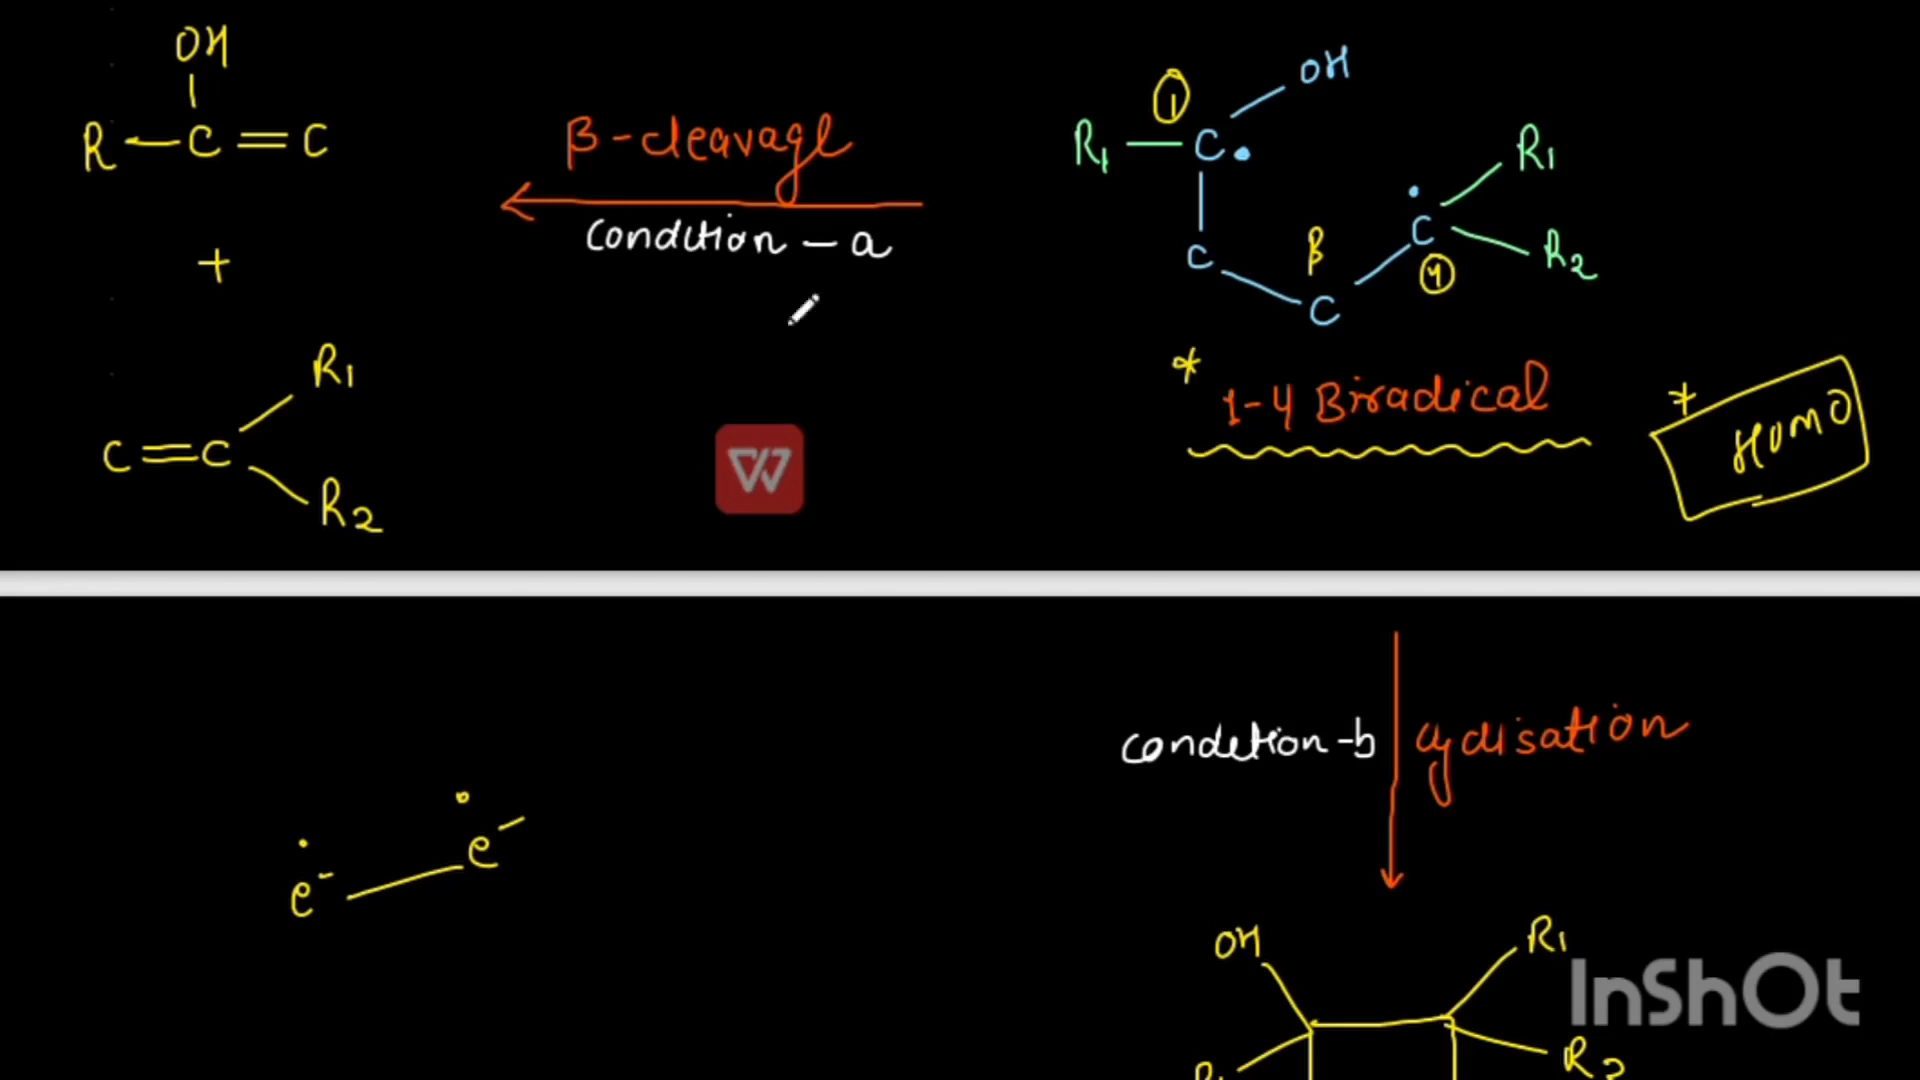 OH
R — C = C
+
C = C
R1
R2
β-cleavage
condition - a
① OH
R1 — C •
C
β
C
• C
④
R1
R2
* 1-4 Biradical
* HOMO
condition-b
cyclisation
e-
e-
OH
R1
R1
R2
InShOt